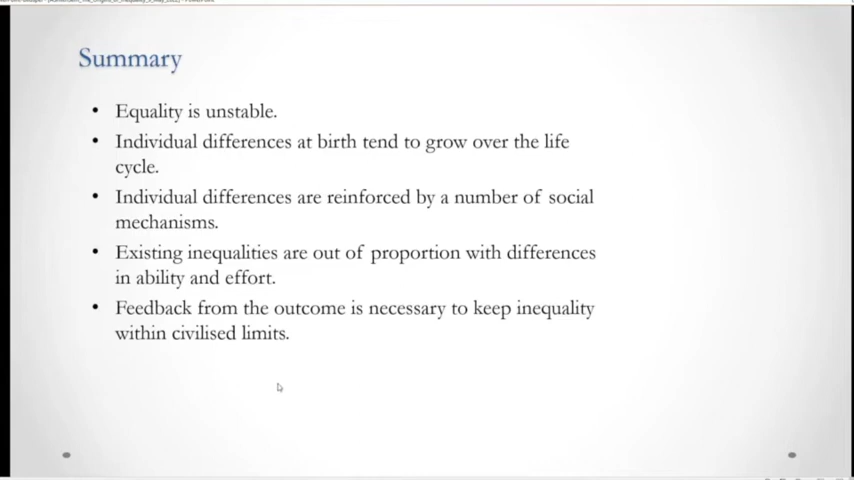 Summary
• Equality is unstable.
• Individual differences at birth tend to grow over the life
cycle.
• Individual differences are reinforced by a number of social
mechanisms.
• Existing inequalities are out of proportion with differences
in ability and effort.
• Feedback from the outcome is necessary to keep inequality
within civilised limits.